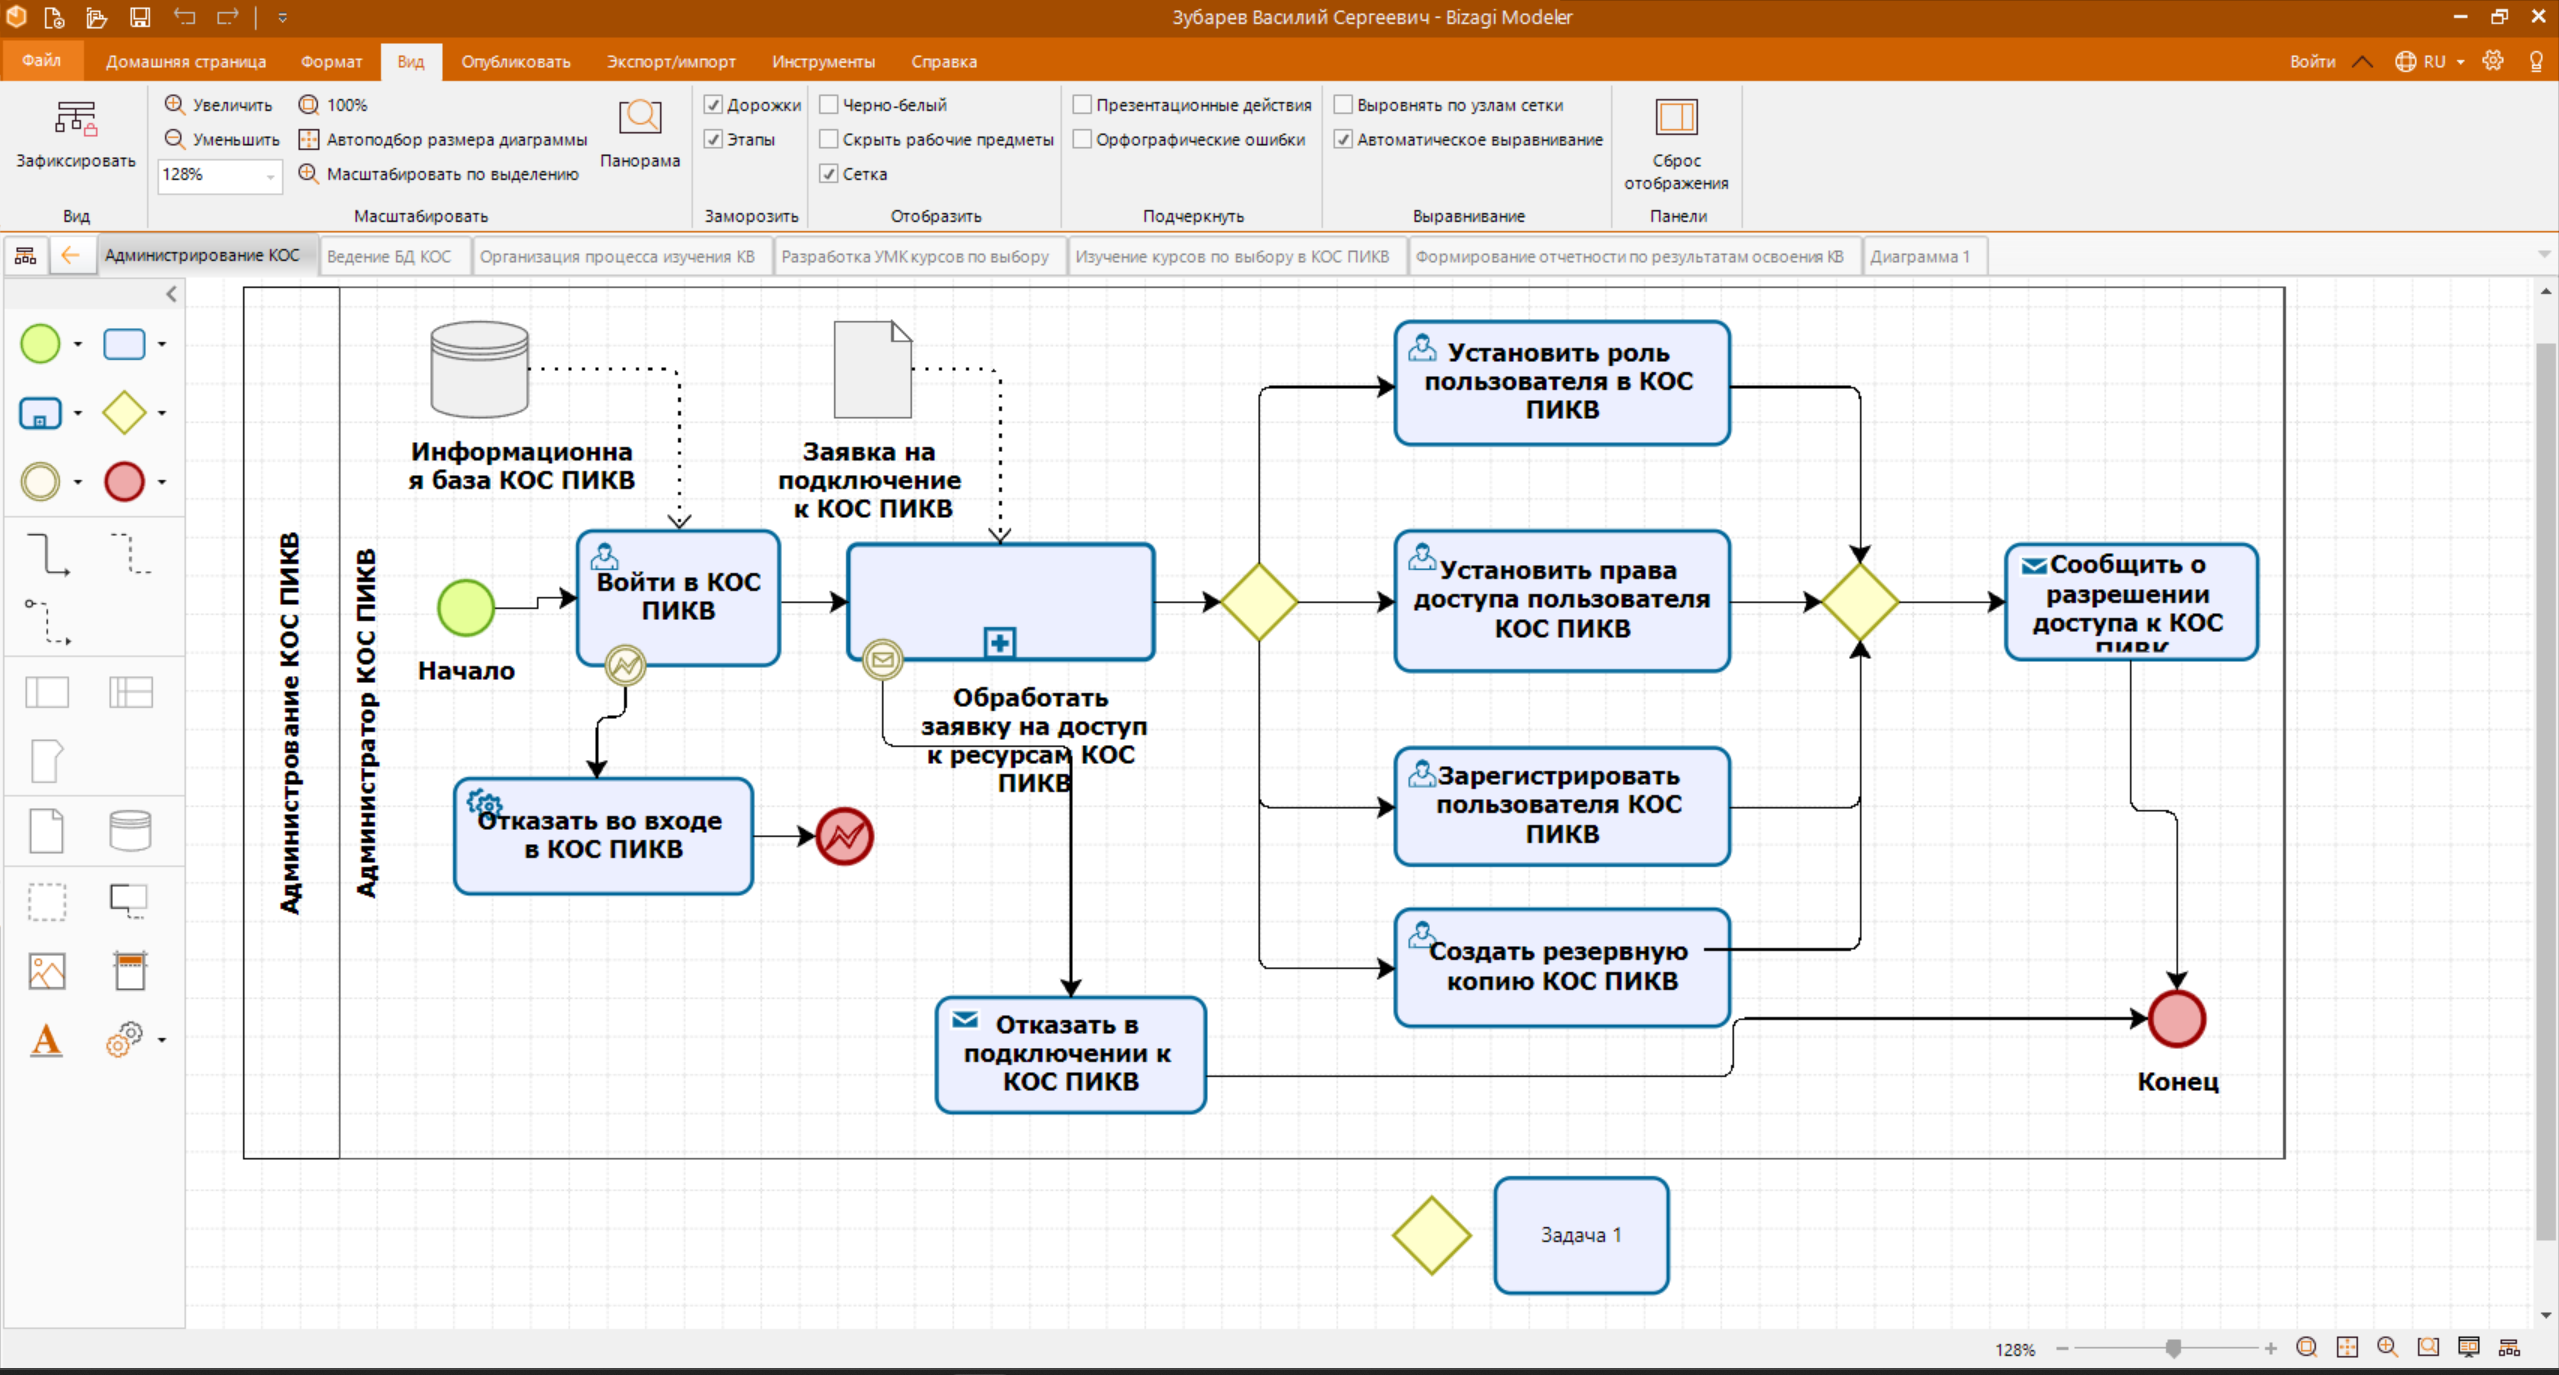 Зубарев Василий Сергеевич - Bizagi Modeler
Файл
Домашняя страница
Формат
Вид
Опубликовать
Экспорт/импорт
Инструменты
Справка
Войти
RU
Зафиксировать
Вид
Увеличить
Уменьшить
128%
100%
Автоподбор размера диаграммы
Масштабировать по выделению
Панорама
Масштабировать
Дорожки
Этапы
Заморозить
Черно-белый
Скрыть рабочие предметы
Сетка
Отобразить
Презентационные действия
Орфографические ошибки
Подчеркнуть
Выровнять по узлам сетки
Автоматическое выравнивание
Выравнивание
Сброс
отображения
Панели
Администрирование КОС
Ведение БД КОС
Организация процесса изучения КВ
Разработка УМК курсов по выбору
Изучение курсов по выбору в КОС ПИКВ
Формирование отчетности по результатам освоения КВ
Диаграмма 1
Администрование КОС ПИКВ
Администратор КОС ПИКВ
Информационна
я база КОС ПИКВ
Заявка на
подключение
к КОС ПИКВ
Начало
Войти в КОС
ПИКВ
Обработать
заявку на доступ
к ресурсам КОС
ПИКВ
Отказать во входе
в КОС ПИКВ
Отказать в
подключении к
КОС ПИКВ
Установить роль
пользователя в КОС
ПИКВ
Установить права
доступа пользователя
КОС ПИКВ
Зарегистрировать
пользователя КОС
ПИКВ
Создать резервную
копию КОС ПИКВ
Сообщить о
разрешении
доступа к КОС
Конец
Задача 1
128%